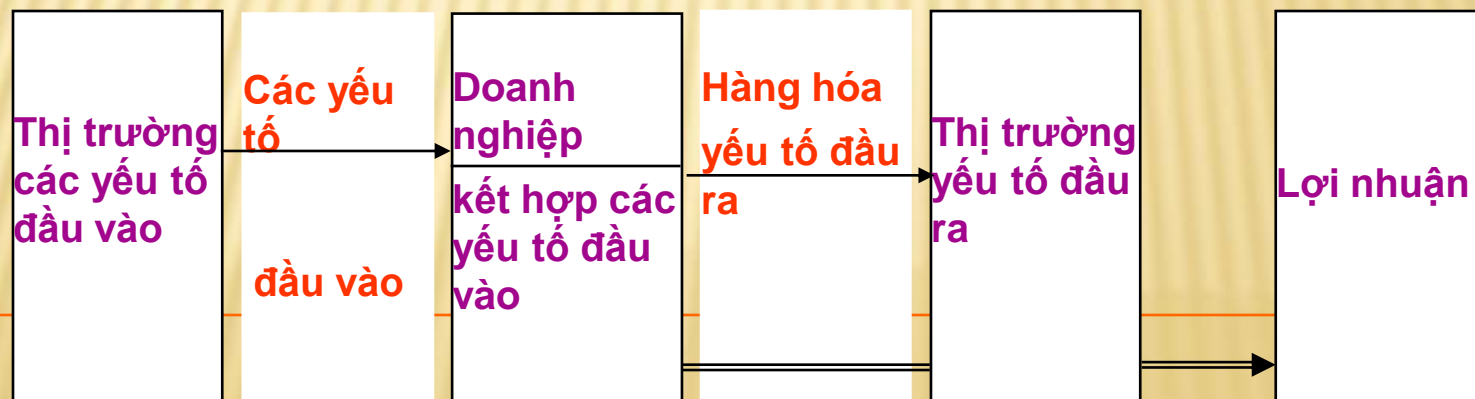 Thị trường
các yếu tố
đầu vào
Các yếu
tố
đầu vào
Doanh
nghiệp
kết hợp các
yếu tố đầu
vào
Hàng hóa
yếu tố đầu
ra
Thị trường
yếu tố đầu
ra
Lợi nhuận